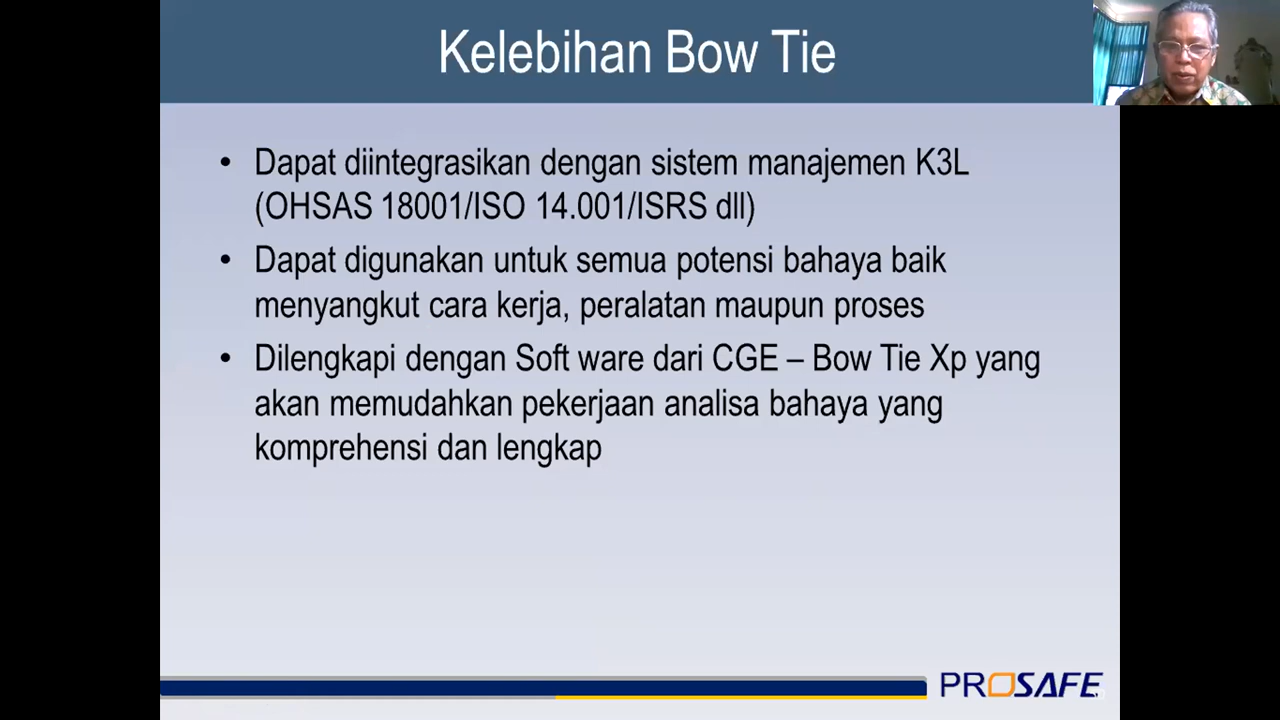 Kelebihan Bow Tie
• Dapat diintegrasikan dengan sistem manajemen K3L
(OHSAS 18001/ISO 14.001/ISRS dll)
• Dapat digunakan untuk semua potensi bahaya baik
menyangkut cara kerja, peralatan maupun proses
• Dilengkapi dengan Soft ware dari CGE – Bow Tie Xp yang
akan memudahkan pekerjaan analisa bahaya yang
komprehensi dan lengkap
PROSAFE